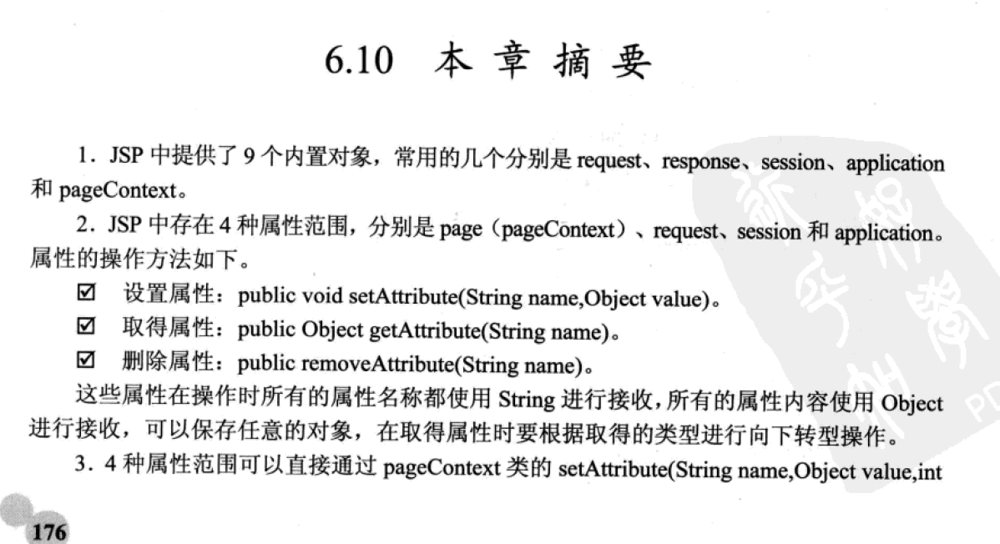 6.10 本章摘要
1．JSP 中提供了 9 个内置对象，常用的几个分别是 request、response、session、application
和 pageContext。
2．JSP 中存在 4 种属性范围，分别是 page（pageContext）、request、session 和 application。
属性的操作方法如下。
☑ 设置属性：public void setAttribute(String name,Object value)。
☑ 取得属性：public Object getAttribute(String name)。
☑ 删除属性：public removeAttribute(String name)。
这些属性在操作时所有的属性名称都使用 String 进行接收，所有的属性内容使用 Object
进行接收，可以保存任意的对象，在取得属性时要根据取得的类型进行向下转型操作。
3．4 种属性范围可以直接通过 pageContext 类的 setAttribute(String name,Object value,int
176